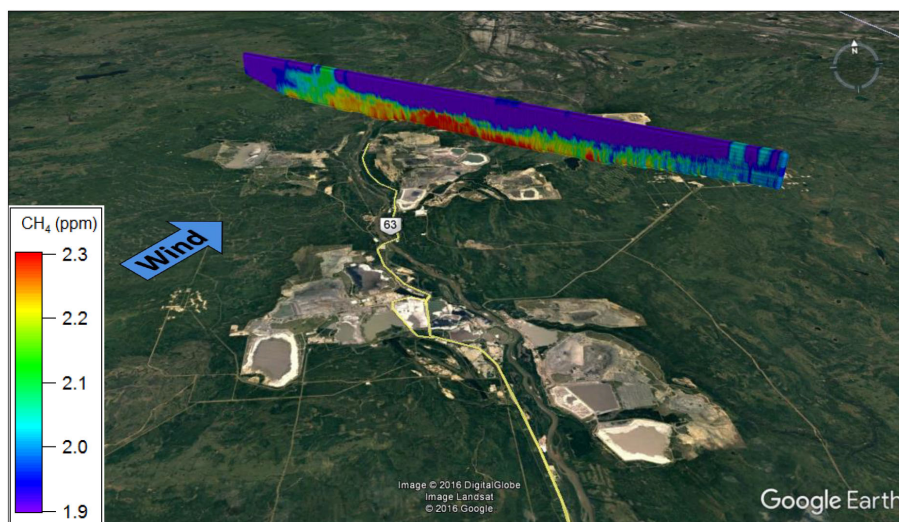 N
63
CH₄ (ppm)
Wind
2.3
2.2
2.1
2.0
1.9
Image © 2016 DigitalGlobe
Image Landsat
© 2016 Google
Google Earth